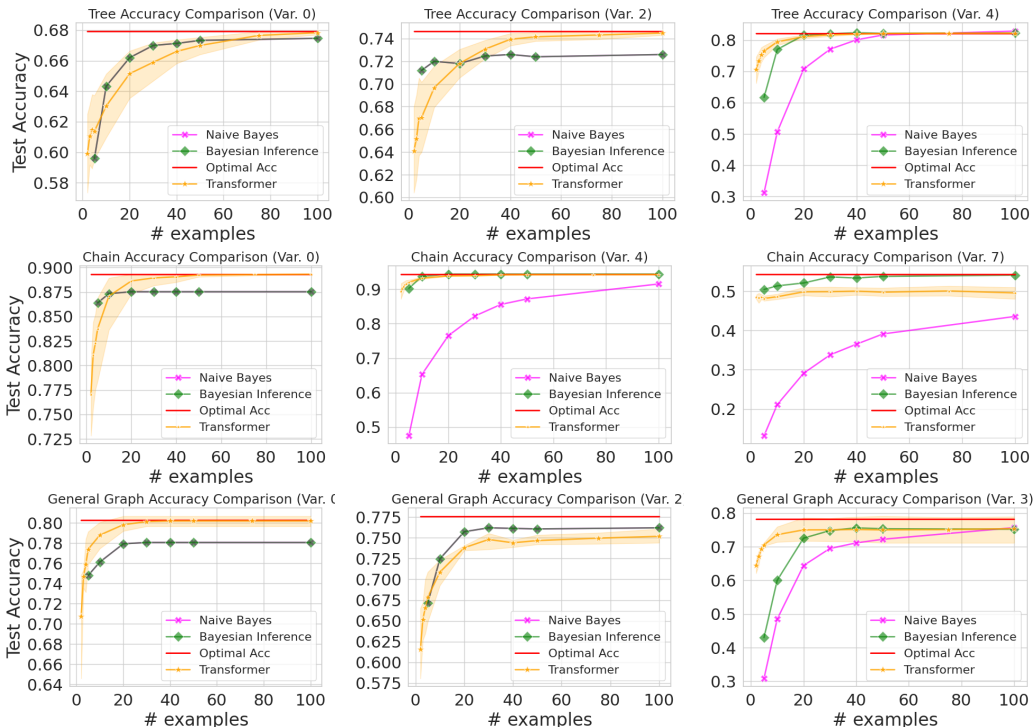 Tree Accuracy Comparison (Var. 0)
Test Accuracy
0.68
0.66
0.64
0.62
0.60
0.58
Naive Bayes
Bayesian Inference
Optimal Acc
Transformer
0 20 40 60 80 100
# examples
Tree Accuracy Comparison (Var. 2)
0.74
0.72
0.70
0.68
0.66
0.64
0.62
0.60
Naive Bayes
Bayesian Inference
Optimal Acc
Transformer
0 20 40 60 80 100
# examples
Tree Accuracy Comparison (Var. 4)
0.8
0.7
0.6
0.5
0.4
0.3
Naive Bayes
Bayesian Inference
Optimal Acc
Transformer
0 20 40 60 80 100
# examples
Chain Accuracy Comparison (Var. 0)
Test Accuracy
0.900
0.875
0.850
0.825
0.800
0.775
0.750
0.725
Naive Bayes
Bayesian Inference
Optimal Acc
Transformer
0 20 40 60 80 100
# examples
Chain Accuracy Comparison (Var. 4)
0.9
0.8
0.7
0.6
0.5
Naive Bayes
Bayesian Inference
Optimal Acc
Transformer
0 20 40 60 80 100
# examples
Chain Accuracy Comparison (Var. 7)
0.5
0.4
0.3
0.2
Naive Bayes
Bayesian Inference
Optimal Acc
Transformer
0 20 40 60 80 100
# examples
General Graph Accuracy Comparison (Var. 0
Test Accuracy
0.80
0.78
0.76
0.74
0.72
0.70
0.68
0.66
0.64
Naive Bayes
Bayesian Inference
Optimal Acc
Transformer
0 20 40 60 80 100
# examples
General Graph Accuracy Comparison (Var. 2
0.775
0.750
0.725
0.700
0.675
0.650
0.625
0.600
0.575
Naive Bayes
Bayesian Inference
Optimal Acc
Transformer
0 20 40 60 80 100
# examples
General Graph Accuracy Comparison (Var. 3)
0.8
0.7
0.6
0.5
0.4
0.3
Naive Bayes
Bayesian Inference
Optimal Acc
Transformer
0 20 40 60 80 100
# examples